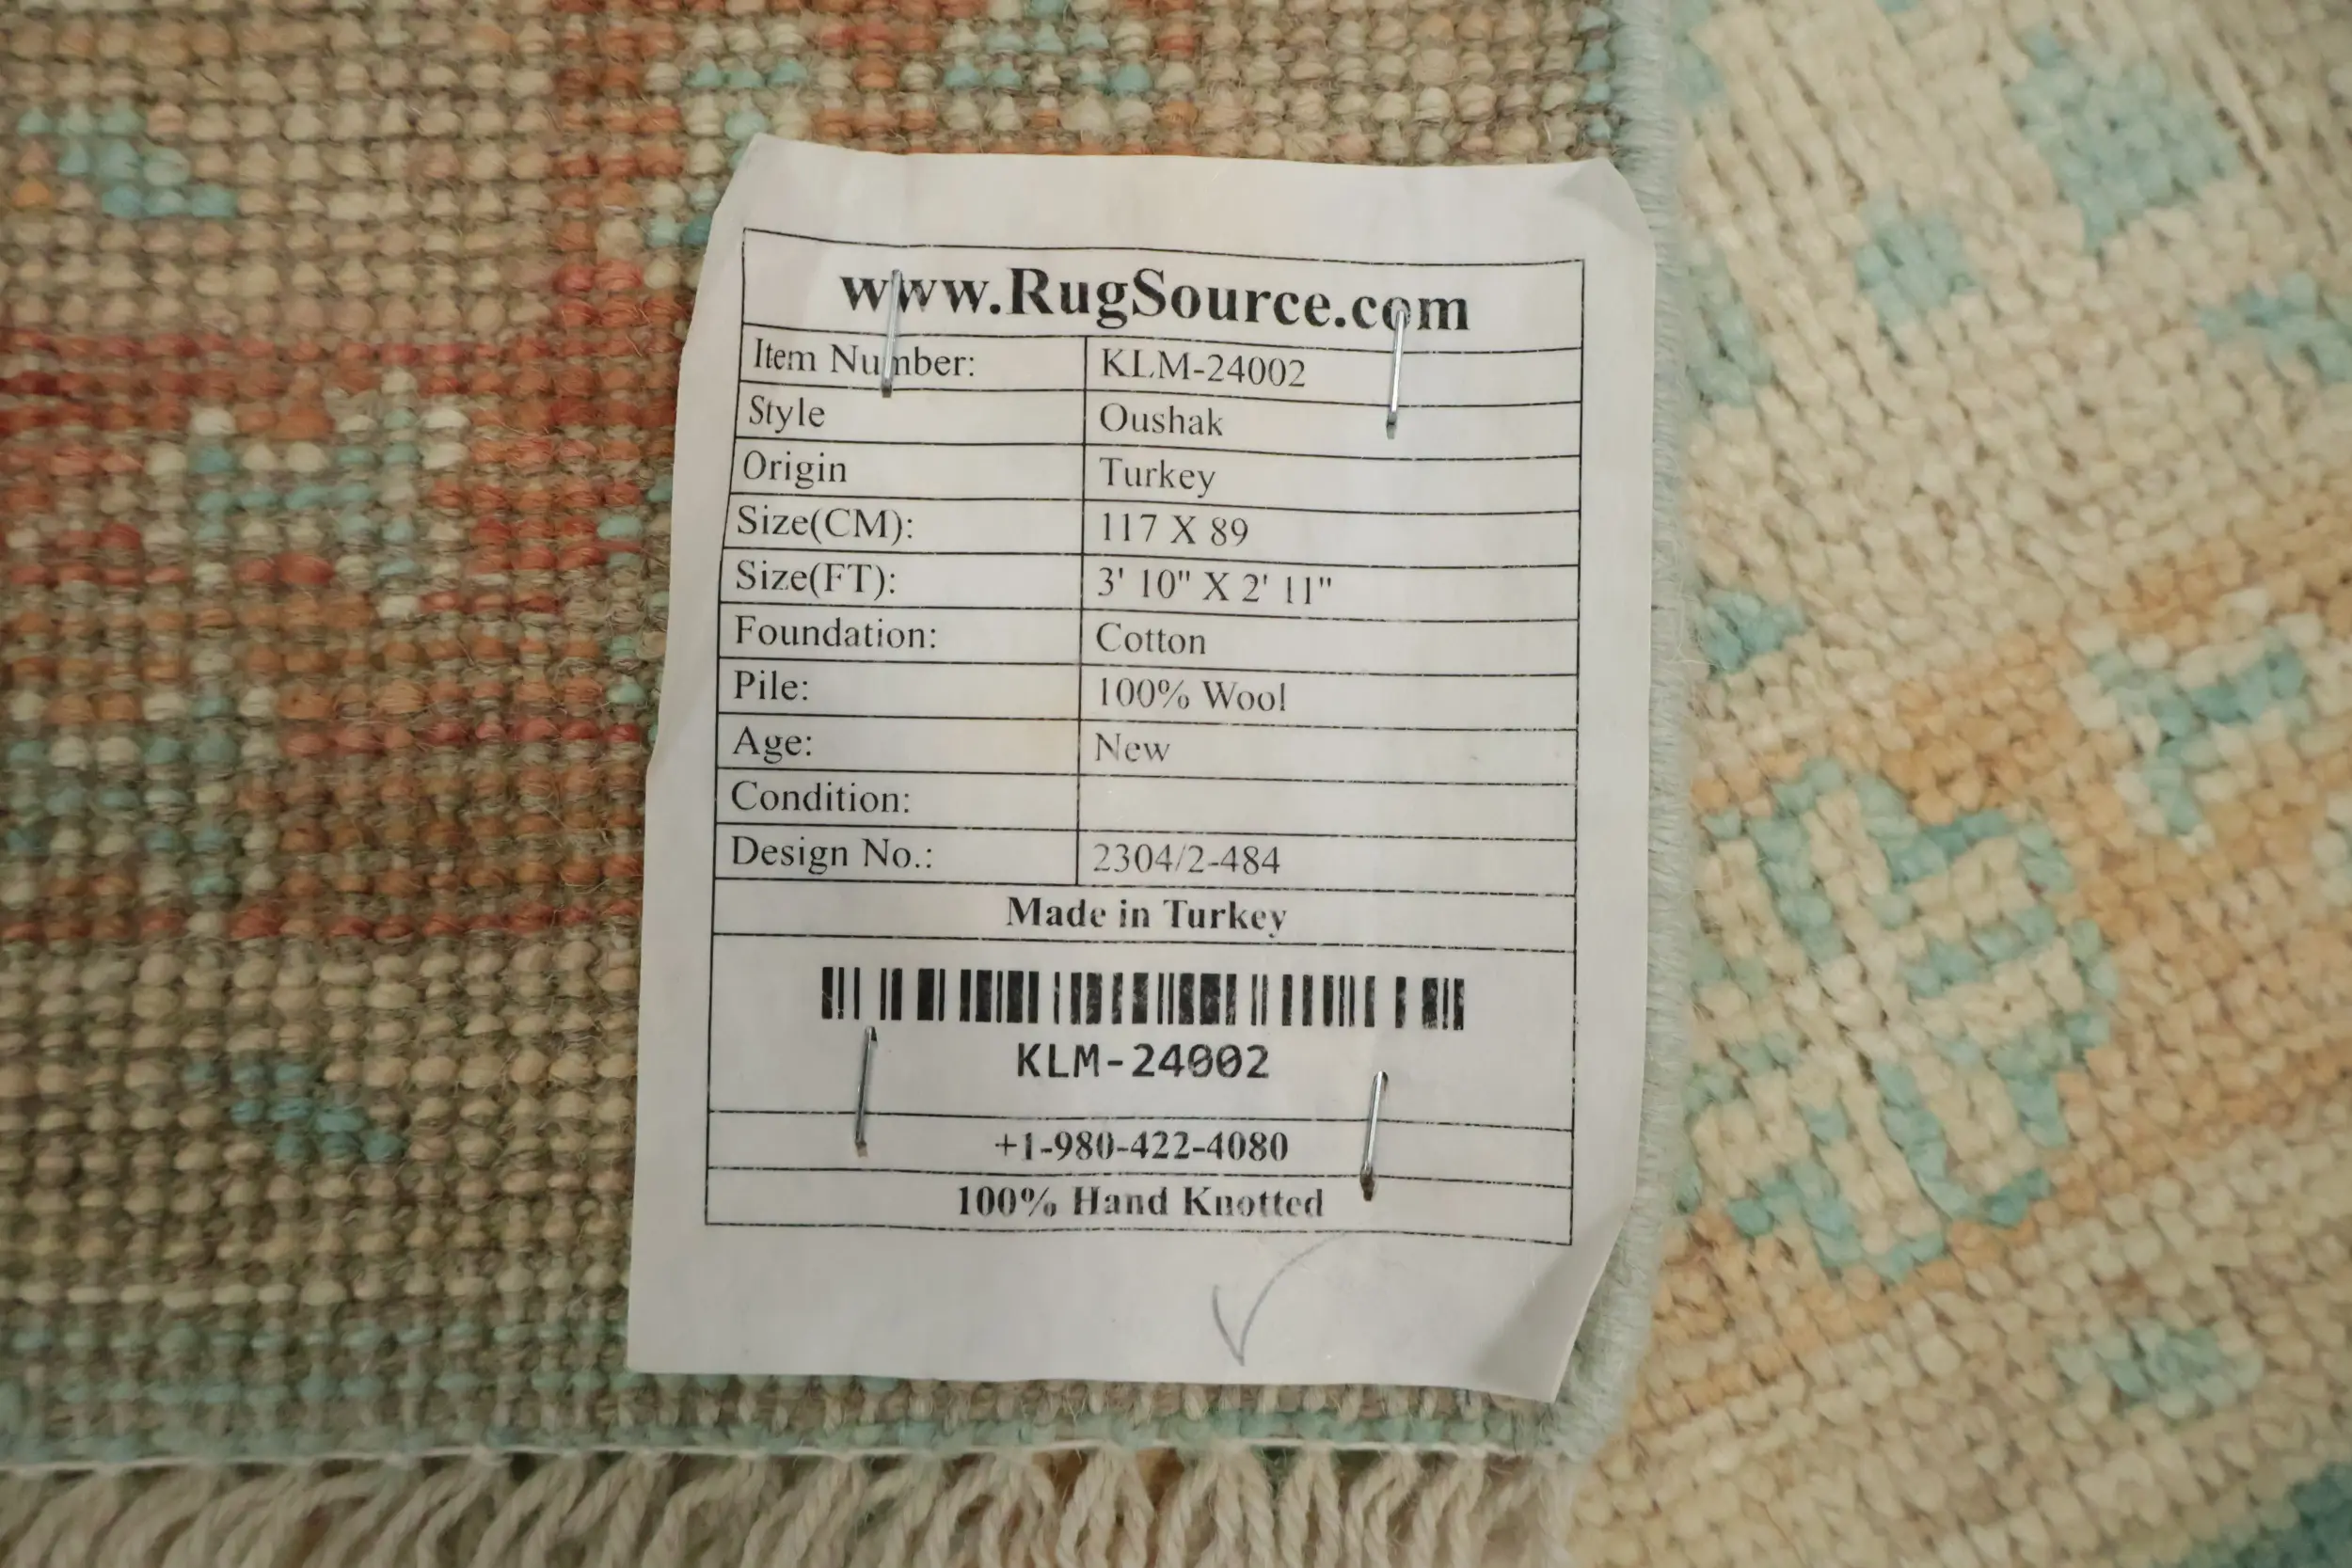 www.RugSource.com
Item Number: KLM-24002
Style Oushak
Origin Turkey
Size(CM): 117 X 89
Size(FT): 3' 10" X 2' 11"
Foundation: Cotton
Pile: 100% Wool
Age: New
Condition:
Design No.: 2304/2-484
Made in Turkey
KLM-24002
+1-980-422-4080
100% Hand Knotted